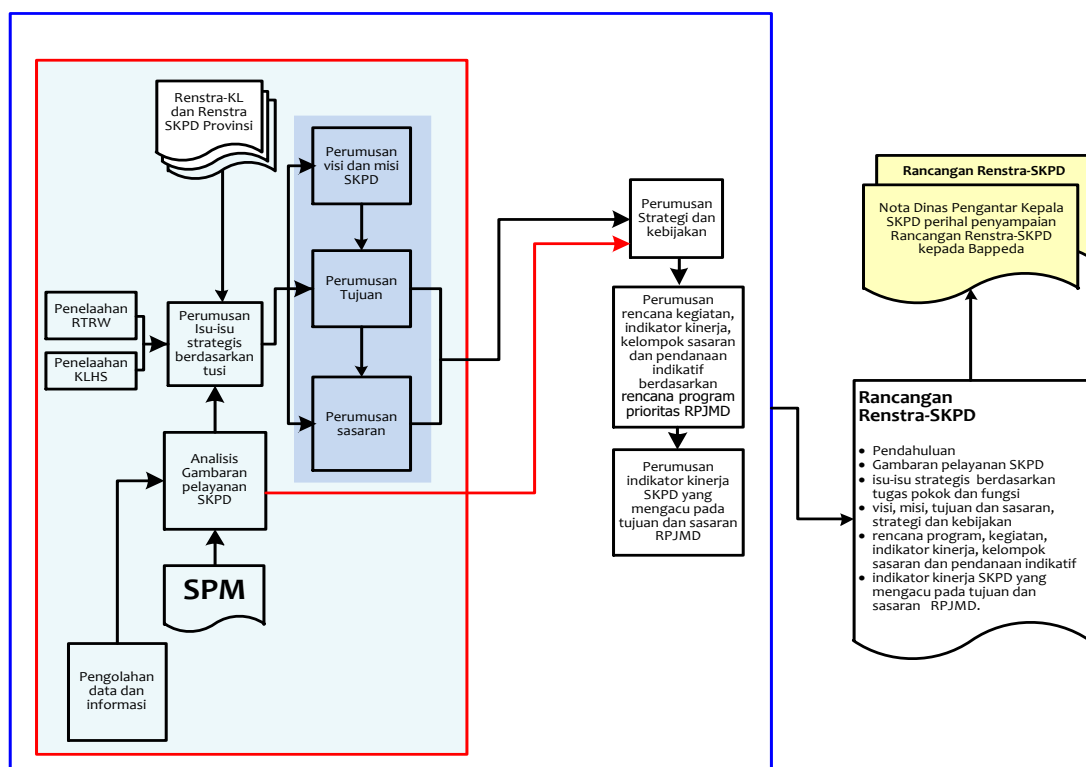 Renstra-KL
dan Renstra
SKPD Provinsi
Perumusan
visi dan misi
SKPD
Perumusan
Strategi dan
kebijakan
Rancangan Renstra-SKPD
Nota Dinas Pengantar Kepala
SKPD perihal penyampaian
Rancangan Renstra-SKPD
kepada Bappeda
Penelaahan
RTRW
Penelaahan
KLHS
Perumusan
Isu-isu
strategis
berdasarkan
tusi
Perumusan
Tujuan
Perumusan
rencana kegiatan,
indikator kinerja,
kelompok sasaran
dan pendanaan
indikatif
berdasarkan
rencana program
prioritas RPJMD
Perumusan
sasaran
Analisis
Gambaran
pelayanan
SKPD
Perumusan
indikator kinerja
SKPD yang
mengacu pada
tujuan dan sasaran
RPJMD
SPM
Pengolahan
data dan
informasi
Rancangan
Renstra-SKPD
• Pendahuluan
• Gambaran pelayanan SKPD
• isu-isu strategis berdasarkan
tugas pokok dan fungsi
• visi, misi, tujuan dan sasaran,
strategi dan kebijakan
• rencana program, kegiatan,
indikator kinerja, kelompok
sasaran dan pendanaan indikatif
• indikator kinerja SKPD yang
mengacu pada tujuan dan
sasaran RPJMD.